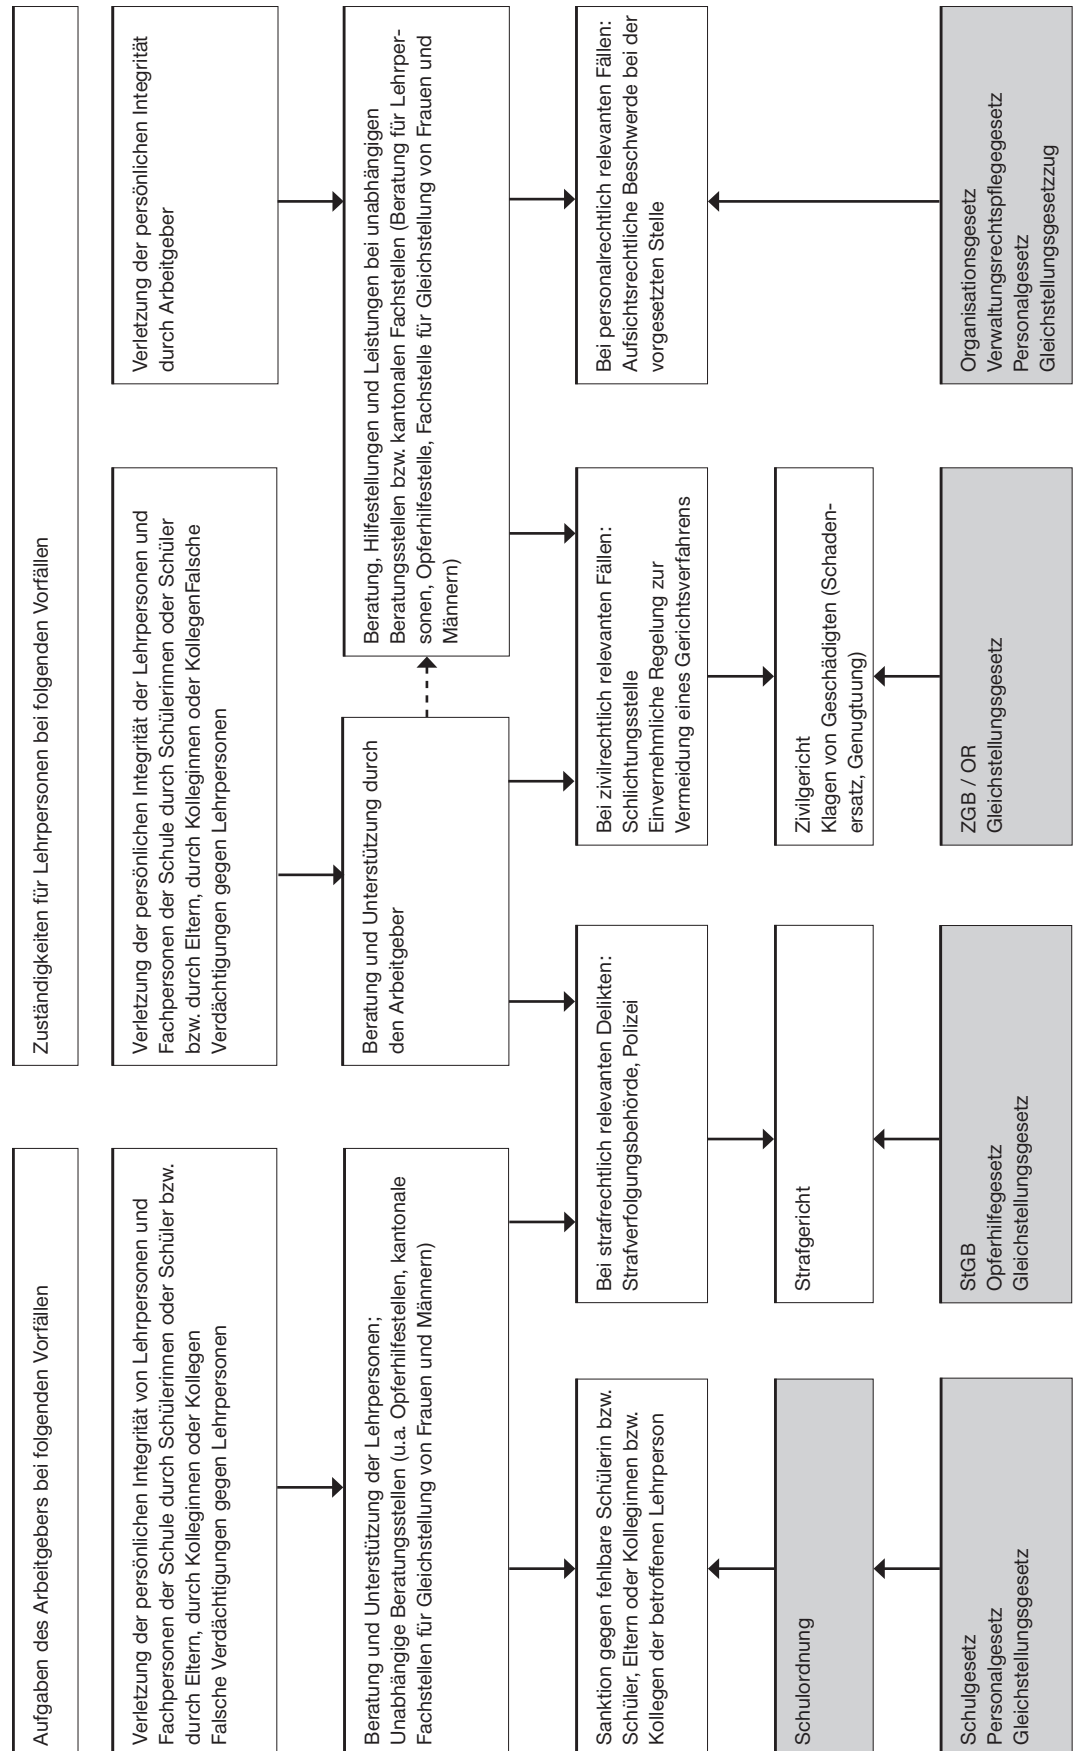 Aufgaben des Arbeitgebers bei folgenden Vorfällen
Zuständigkeiten für Lehrpersonen bei folgenden Vorfällen
Verletzung der persönlichen Integrität von Lehrpersonen und
Fachpersonen der Schule durch Schülerinnen oder Schüler bzw.
durch Eltern, durch Kolleginnen oder Kollegen
Falsche Verdächtigungen gegen Lehrpersonen
Verletzung der persönlichen Integrität der Lehrpersonen und
Fachpersonen der Schule durch Schülerinnen oder Schüler
bzw. durch Eltern, durch Kolleginnen oder KollegenFalsche
Verdächtigungen gegen Lehrpersonen
Verletzung der persönlichen Integrität
durch Arbeitgeber
Beratung und Unterstützung der Lehrpersonen;
Unabhängige Beratungsstellen (u.a. Opferhilfestellen, kantonale
Fachstellen für Gleichstellung von Frauen und Männern)
Beratung und Unterstützung durch
den Arbeitgeber
Beratung, Hilfestellungen und Leistungen bei unabhängigen
Beratungsstellen bzw. kantonalen Fachstellen (Beratung für Lehrper-
sonen, Opferhilfestelle, Fachstelle für Gleichstellung von Frauen und
Männern)
Sanktion gegen fehlbare Schülerin bzw.
Schüler, Eltern oder Kolleginnen bzw.
Kollegen der betroffenen Lehrperson
Bei strafrechtlich relevanten Delikten:
Strafverfolgungsbehörde, Polizei
Bei zivilrechtlich relevanten Fällen:
Schlichtungsstelle
Einvernehmliche Regelung zur
Vermeidung eines Gerichtsverfahrens
Bei personalrechtlich relevanten Fällen:
Aufsichtsrechtliche Beschwerde bei der
vorgesetzten Stelle
Schulordnung
Strafgericht
Zivilgericht
Klagen von Geschädigten (Schaden-
ersatz, Genugtuung)
Schulgesetz
Personalgesetz
Gleichstellungsgesetz
StGB
Opferhilfegesetz
Gleichstellungsgesetz
ZGB / OR
Gleichstellungsgesetz
Organisationsgesetz
Verwaltungsrechtspflegegesetz
Personalgesetz
Gleichstellungsgesetzzug